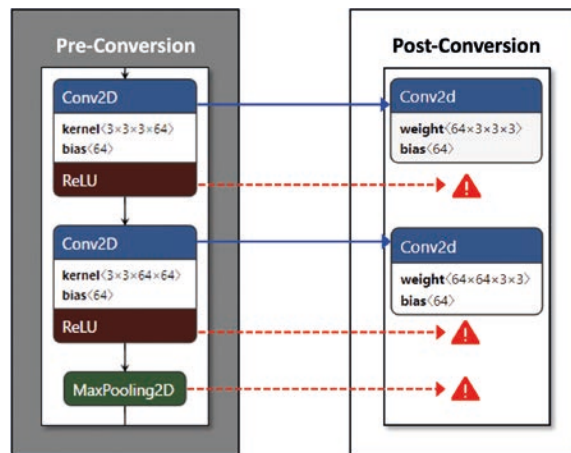 Pre-Conversion
Conv2D
kernel⟨3×3×3×64⟩
bias⟨64⟩
ReLU
Conv2D
kernel⟨3×3×64×64⟩
bias⟨64⟩
ReLU
MaxPooling2D
Post-Conversion
Conv2d
weight⟨64×3×3×3⟩
bias⟨64⟩
Conv2d
weight⟨64×64×3×3⟩
bias⟨64⟩